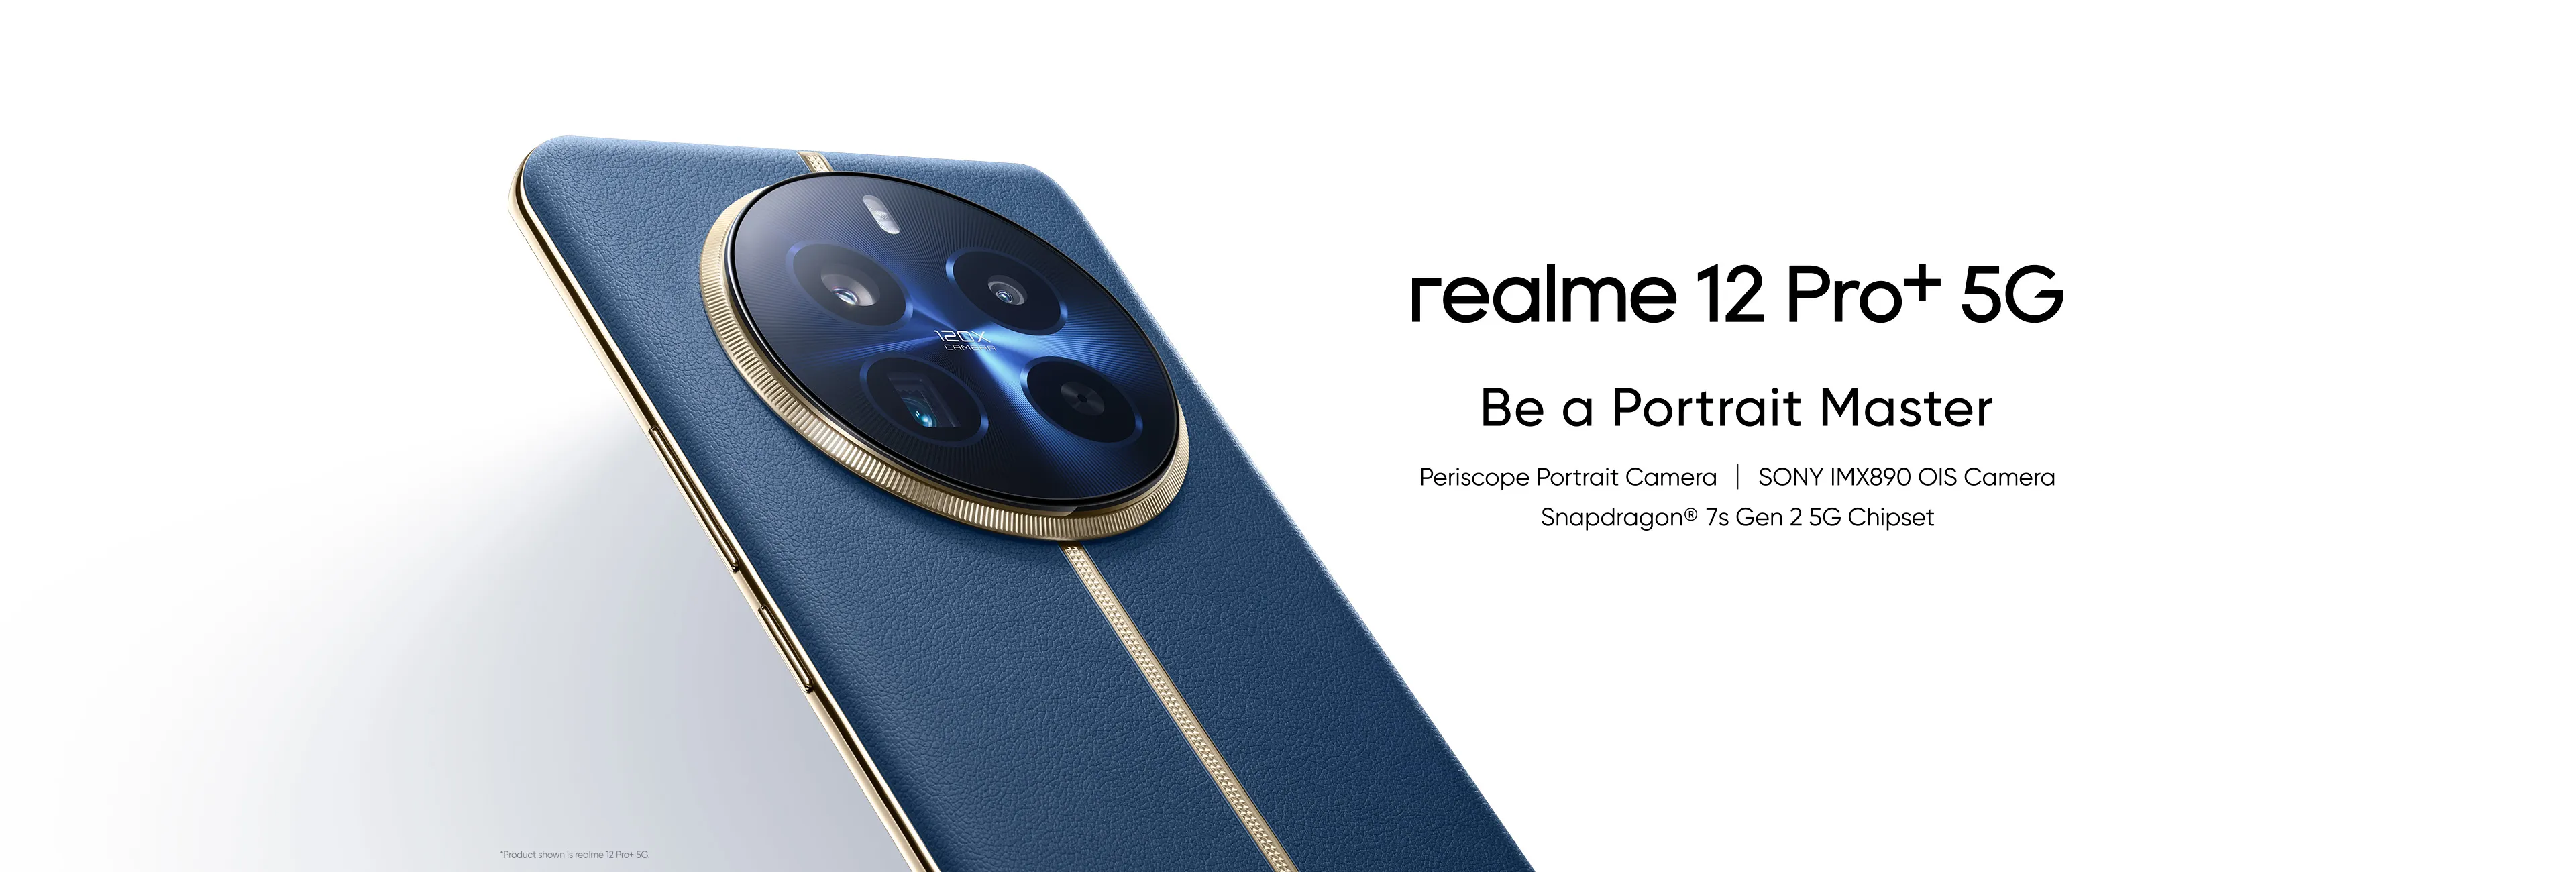 120X
CAMERA
realme 12 Pro+ 5G
Be a Portrait Master
Periscope Portrait Camera | SONY IMX890 OIS Camera
Snapdragon® 7s Gen 2 5G Chipset
*Product shown is realme 12 Pro+ 5G.